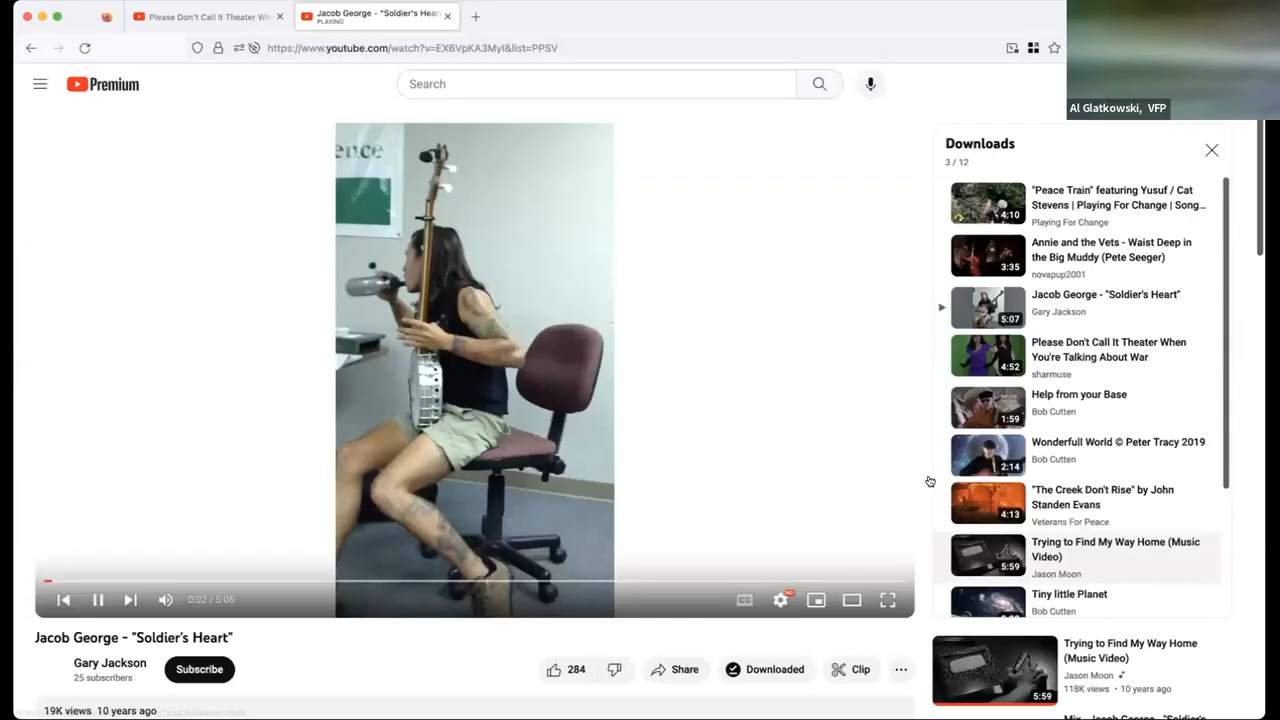 Please Don't Call it Theater Wh
Jacob George - "Soldier's Hear
PLAYING
https://www.youtube.com/watch?v=EX6VpKA3MyI&list=PPSV
Premium
Search
Al Glatkowski, VFP
ence
Downloads
3 / 12
"Peace Train" featuring Yusuf / Cat
Stevens | Playing For Change | Song...
Playing For Change
4:10
Annie and the Vets - Waist Deep in
the Big Muddy (Pete Seeger)
novapup2001
3:35
Jacob George - "Soldier's Heart"
Gary Jackson
5:07
Please Don't Call It Theater When
You're Talking About War
sharmuse
4:52
Help from your Base
Bob Cutten
1:59
Wonderfull World © Peter Tracy 2019
Bob Cutten
2:14
"The Creek Don't Rise" by John
Standen Evans
Veterans For Peace
4:13
Trying to Find My Way Home (Music
Video)
Jason Moon
5:59
Tiny little Planet
Bob Cutten
0:02 / 5:06
CC
HD
Jacob George - "Soldier's Heart"
Gary Jackson
25 subscribers
Subscribe
284
Share
Downloaded
Clip
19K views 10 years ago
Trying to Find My Way Home
(Music Video)
Jason Moon
118K views • 10 years ago
5:59
Mix - Jacob George - "Soldier's